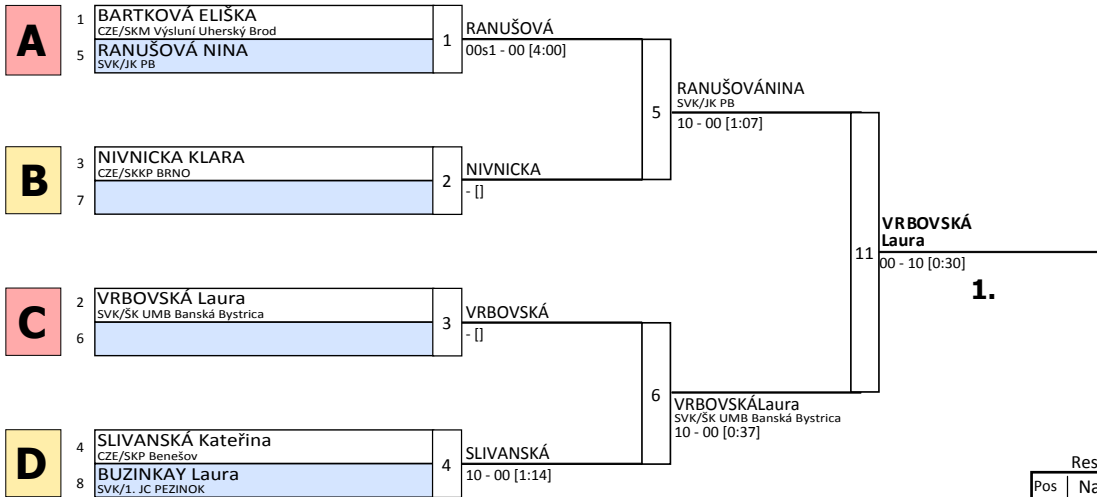 A
1 BARTKOVÁ ELIŠKA
CZE/SKM Výsluní Uherský Brod
5 RANUŠOVÁ NINA
SVK/JK PB
1
RANUŠOVÁ
00s1 - 00 [4:00]
B
3 NIVNICKA KLARA
CZE/SKKP BRNO
7
2
NIVNICKA
- []
5
RANUŠOVÁNINA
SVK/JK PB
10 - 00 [1:07]
C
2 VRBOVSKÁ Laura
SVK/ŠK UMB Banská Bystrica
6
3
VRBOVSKÁ
- []
D
4 SLIVANSKÁ Kateřina
CZE/SKP Benešov
8 BUZINKAY Laura
SVK/1. JC PEZINOK
4
SLIVANSKÁ
10 - 00 [1:14]
6
VRBOVSKÁLaura
SVK/ŠK UMB Banská Bystrica
10 - 00 [0:37]
11
VRBOVSKÁ
Laura
00 - 10 [0:30]
1.
Res
Pos Na